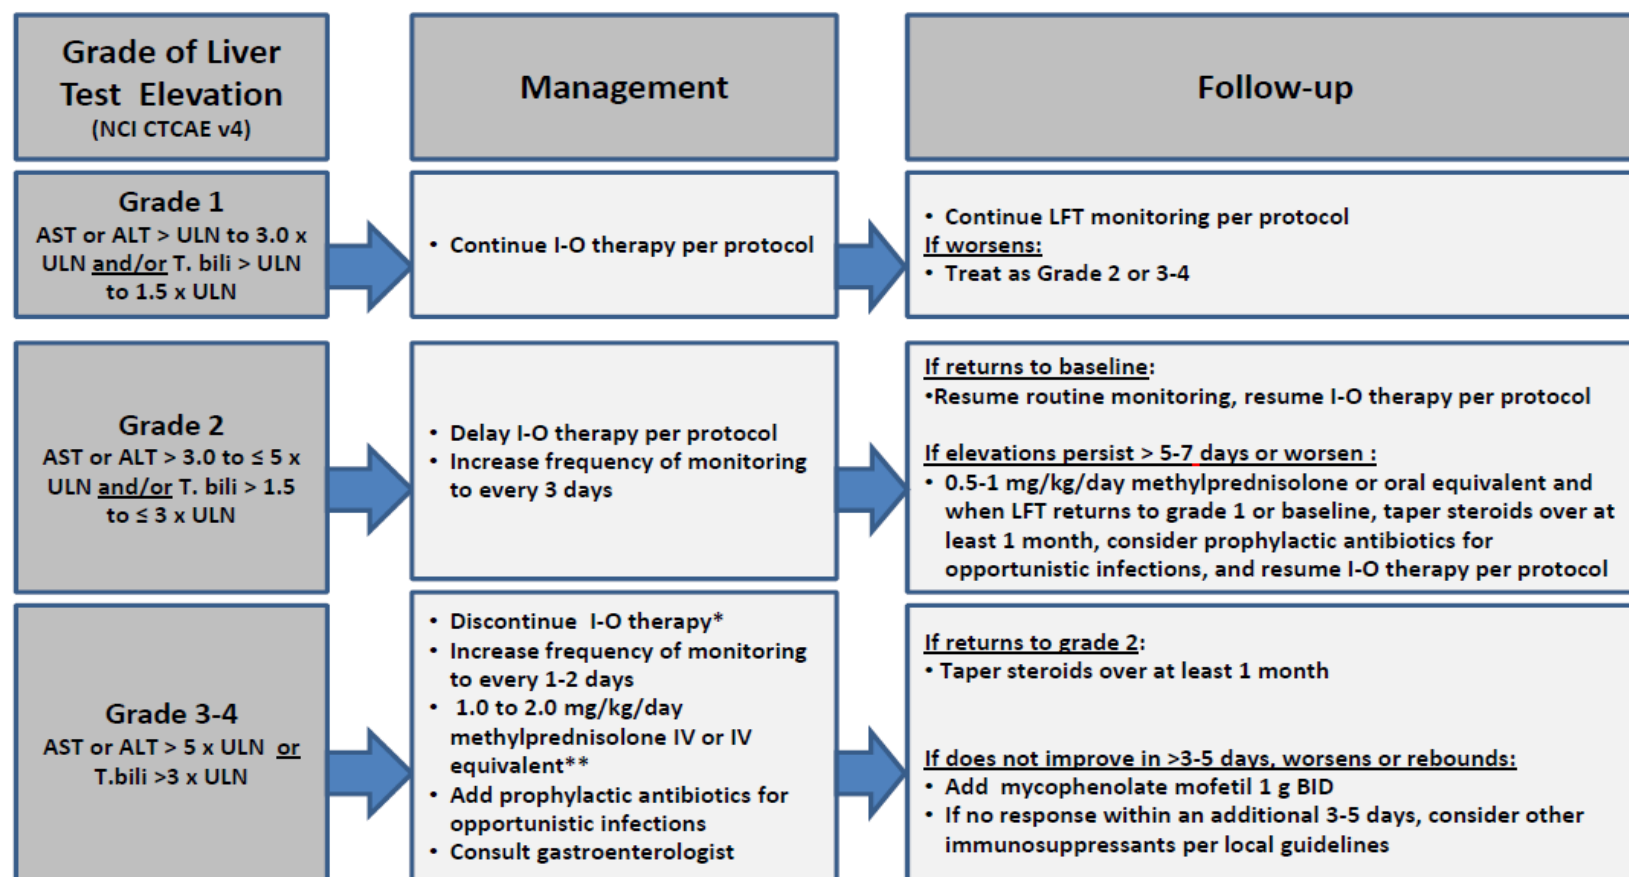 Grade of Liver
Test Elevation
(NCI CTCAE v4)
Management
Follow-up
Grade 1
AST or ALT > ULN to 3.0 x
ULN and/or T. bili > ULN
to 1.5 x ULN
• Continue I-O therapy per protocol
• Continue LFT monitoring per protocol
If worsens:
• Treat as Grade 2 or 3-4
Grade 2
AST or ALT > 3.0 to ≤ 5 x
ULN and/or T. bili > 1.5
to ≤ 3 x ULN
• Delay I-O therapy per protocol
• Increase frequency of monitoring
to every 3 days
If returns to baseline:
•Resume routine monitoring, resume I-O therapy per protocol
If elevations persist > 5-7 days or worsen :
• 0.5-1 mg/kg/day methylprednisolone or oral equivalent and
when LFT returns to grade 1 or baseline, taper steroids over at
least 1 month, consider prophylactic antibiotics for
opportunistic infections, and resume I-O therapy per protocol
Grade 3-4
AST or ALT > 5 x ULN or
T.bili >3 x ULN
• Discontinue I-O therapy*
• Increase frequency of monitoring
to every 1-2 days
• 1.0 to 2.0 mg/kg/day
methylprednisolone IV or IV
equivalent**
• Add prophylactic antibiotics for
opportunistic infections
• Consult gastroenterologist
If returns to grade 2:
• Taper steroids over at least 1 month
If does not improve in >3-5 days, worsens or rebounds:
• Add mycophenolate mofetil 1 g BID
• If no response within an additional 3-5 days, consider other
immunosuppressants per local guidelines